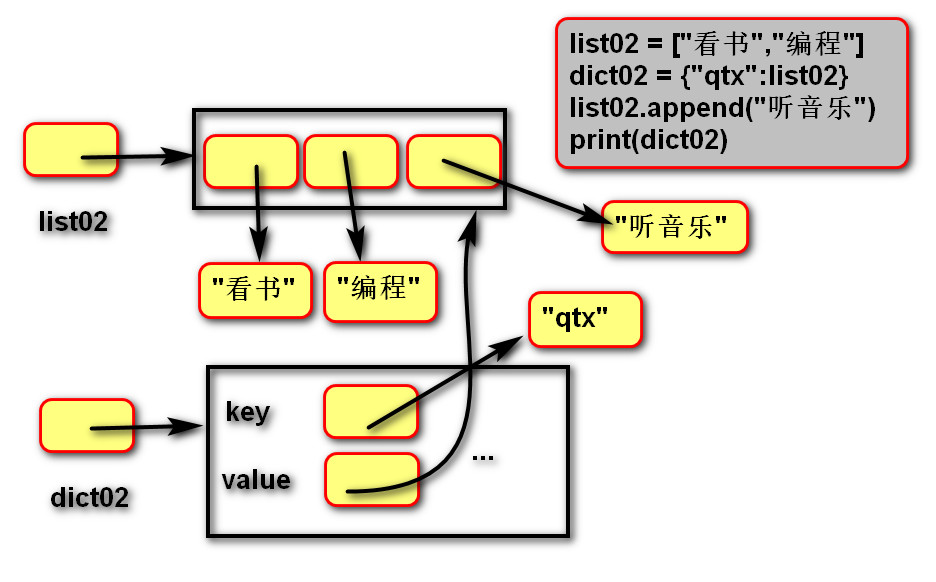 list02 = ["看书","编程"]
dict02 = {"qtx":list02}
list02.append("听音乐")
print(dict02)
list02
"听音乐"
"看书"
"编程"
"qtx"
key
value
...
dict02